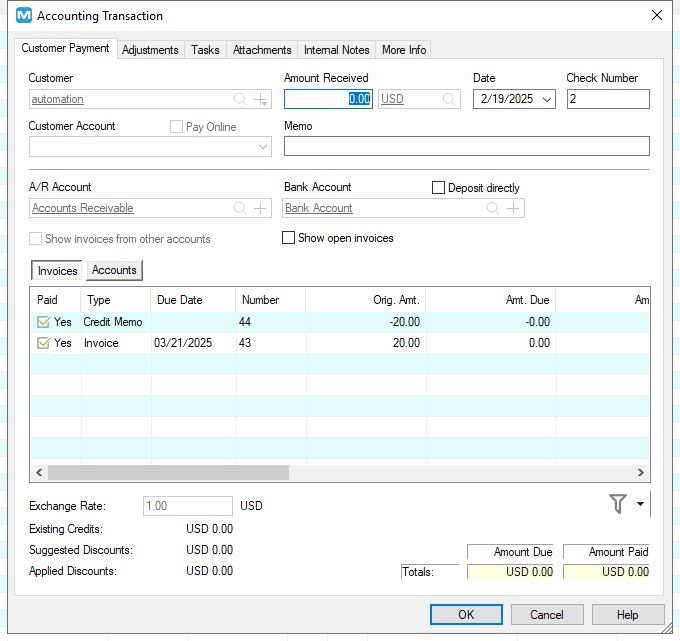 Accounting Transaction
Customer Payment Adjustments Tasks Attachments Internal Notes More Info
Customer Amount Received Date Check Number
automation 0.00 USD 2/19/2025 2
Customer Account Pay Online Memo
A/R Account Bank Account Deposit directly
Accounts Receivable Bank Account
Show invoices from other accounts Show open invoices
Invoices Accounts
Paid Type Due Date Number Orig. Amt. Amt. Due Am
Yes Credit Memo 44 -20.00 -0.00
Yes Invoice 03/21/2025 43 20.00 0.00
Exchange Rate: 1.00 USD
Existing Credits: USD 0.00
Suggested Discounts: USD 0.00 Amount Due Amount Paid
Applied Discounts: USD 0.00 Totals: USD 0.00 USD 0.00
OK Cancel Help